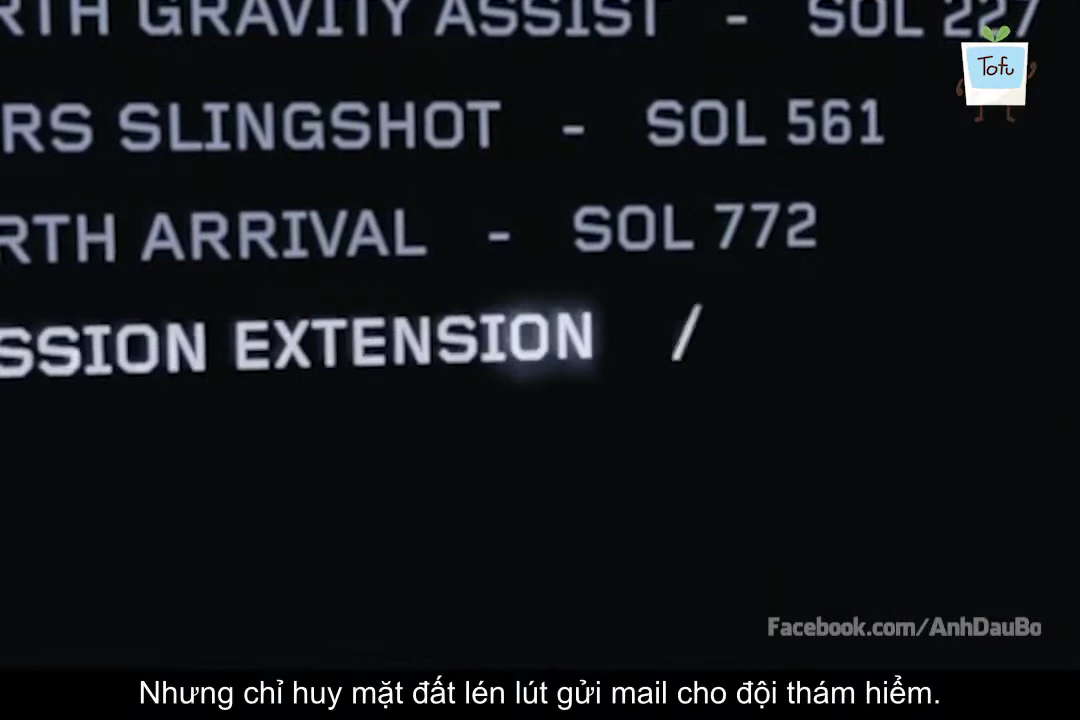 RTH GRAVITY ASSIST - SOL 227
Tofu
RS SLINGSHOT - SOL 561
RTH ARRIVAL - SOL 772
SSION EXTENSION /
Facebook.com/AnhDauBo
Nhưng chỉ huy mặt đất lén lút gửi mail cho đội thám hiểm.